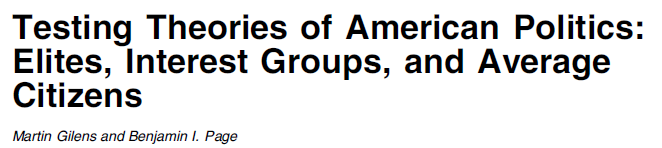 Testing Theories of American Politics:
Elites, Interest Groups, and Average
Citizens
Martin Gilens and Benjamin I. Page